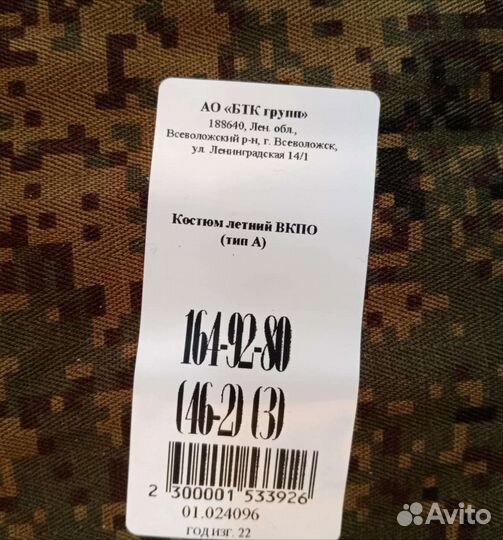 АО «БТК групп»
188640, Лен. обл.,
Всеволожский р-н, г. Всеволожск,
ул. Ленинградская 14/1
Костюм летний ВКПО
(тип А)
164-92-80
(46-2) (3)
2 300001 533926
01.024096
ГОД ИЗГ. 22
Avito